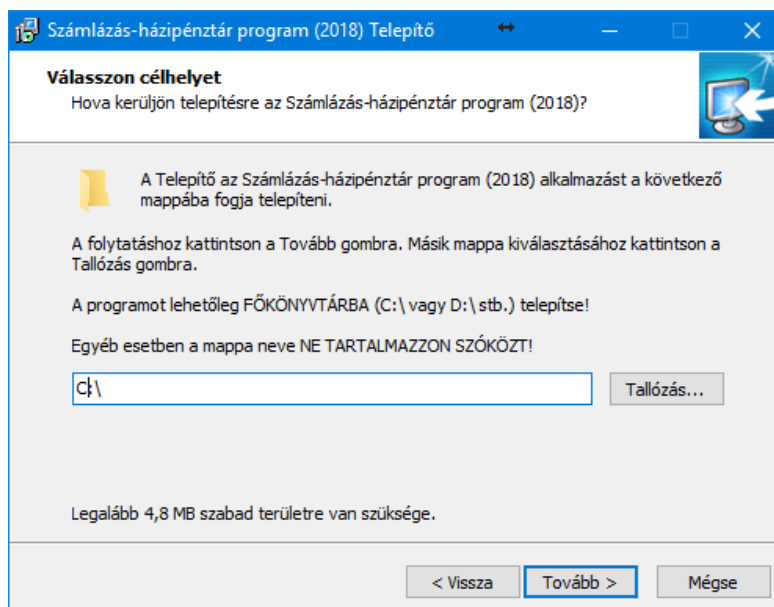 Számlázás-házipénztár program (2018) Telepítő
Válasszon célhelyet
Hova kerüljön telepítésre az Számlázás-házipénztár program (2018)?
A Telepítő az Számlázás-házipénztár program (2018) alkalmazást a következő
mappába fogja telepíteni.
A folytatáshoz kattintson a Tovább gombra. Másik mappa kiválasztásához kattintson a
Tallózás gombra.
A programot lehetőleg FŐKÖNYVTÁRBA (C:\ vagy D:\ stb.) telepítse!
Egyéb esetben a mappa neve NE TARTALMAZZON SZÓKÖZT!
C:\
Tallózás...
Legalább 4,8 MB szabad területre van szüksége.
< Vissza
Tovább >
Mégse